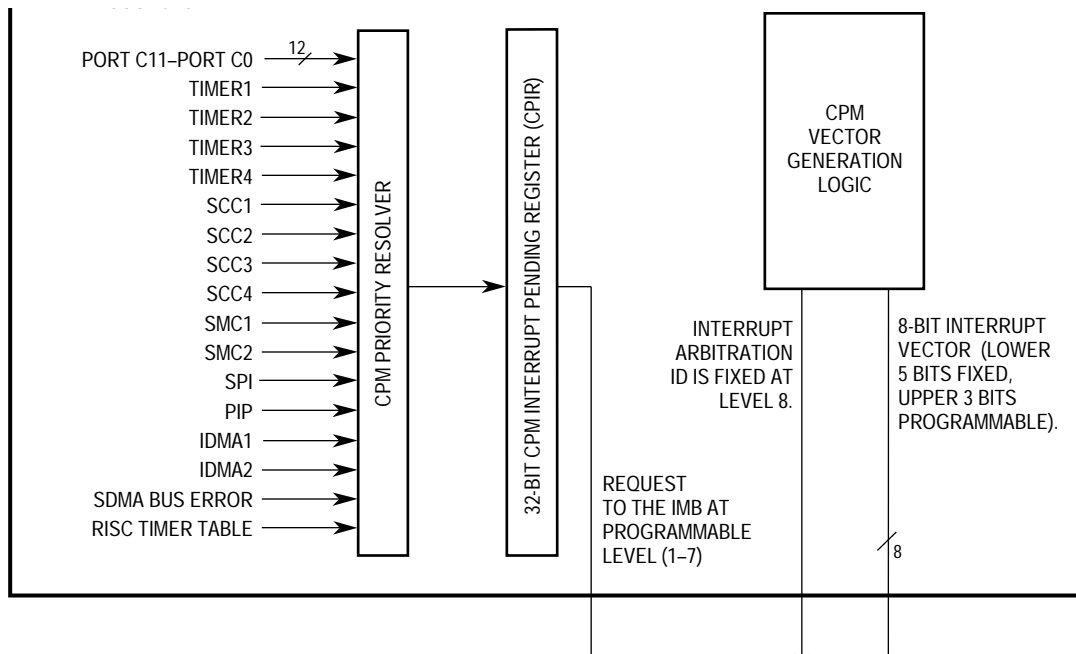 PORT C11–PORT C0
12
TIMER1
TIMER2
TIMER3
TIMER4
SCC1
SCC2
SCC3
SCC4
SMC1
SMC2
SPI
PIP
IDMA1
IDMA2
SDMA BUS ERROR
RISC TIMER TABLE
CPM PRIORITY RESOLVER
32-BIT CPM INTERRUPT PENDING REGISTER (CPIR)
REQUEST
TO THE IMB AT
PROGRAMMABLE
LEVEL (1–7)
CPM
VECTOR
GENERATION
LOGIC
INTERRUPT
ARBITRATION
ID IS FIXED AT
LEVEL 8.
8-BIT INTERRUPT
VECTOR (LOWER
5 BITS FIXED,
UPPER 3 BITS
PROGRAMMABLE).
8